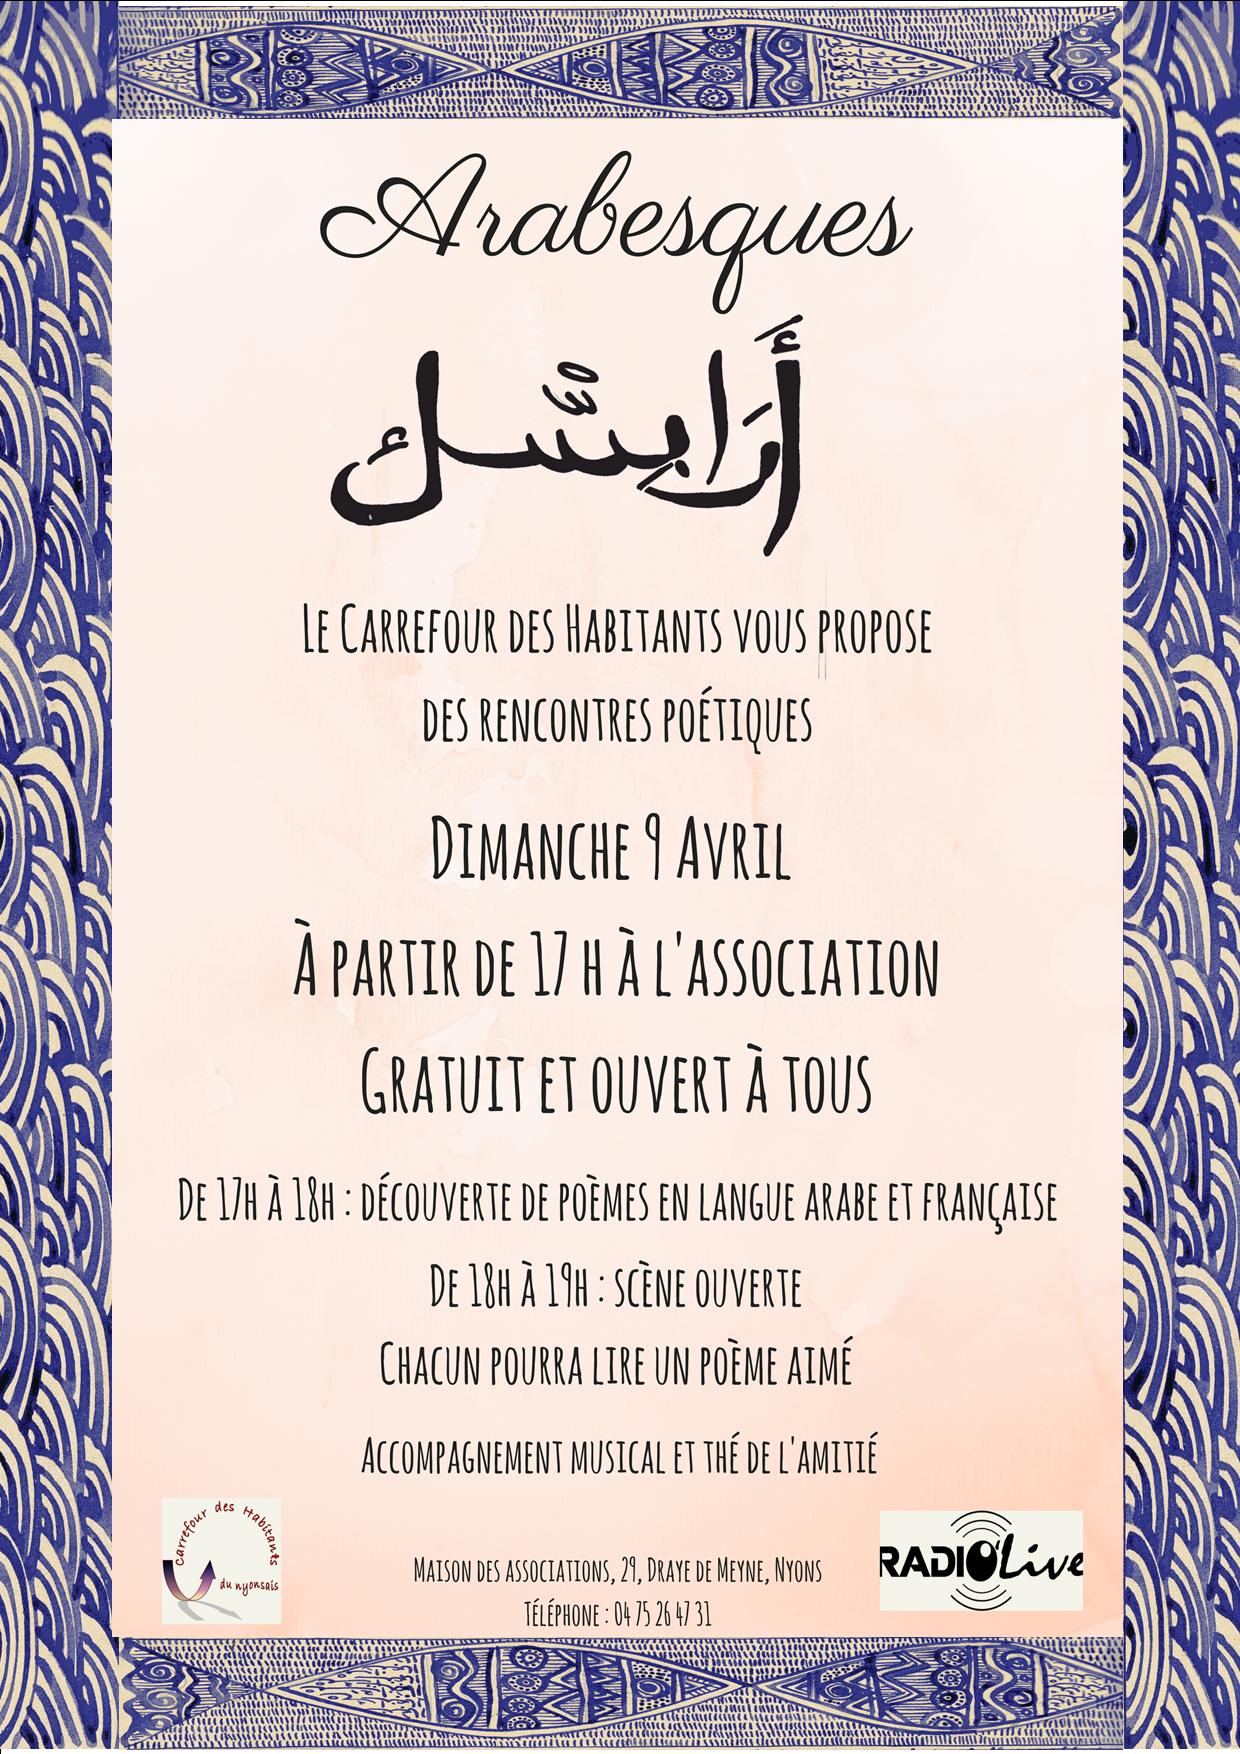 Arabesques
أَرَابِسْك
Le Carrefour des Habitants vous propose
des rencontres poétiques
Dimanche 9 Avril
À partir de 17 h à l'association
Gratuit et ouvert à tous
De 17h à 18h : découverte de poèmes en langue arabe et française
De 18h à 19h : scène ouverte
Chacun pourra lire un poème aimé
Accompagnement musical et thé de l'amitié
Carrefour des Habitants
du nyonsais
Maison des associations, 29, Draye de Meyne, Nyons
Téléphone : 04 75 26 47 31
RADIO'Live